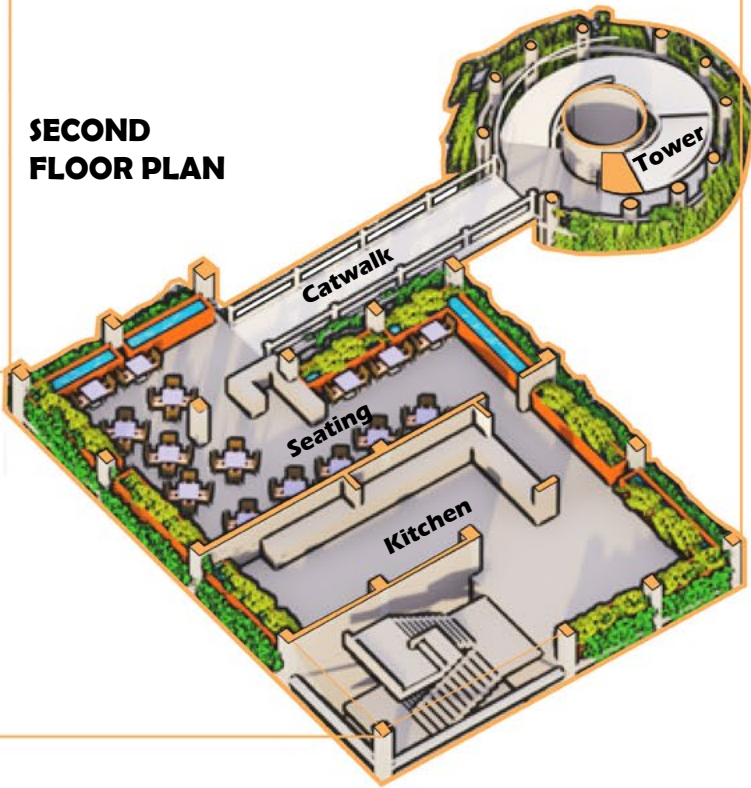 SECOND
FLOOR PLAN
Tower
Catwalk
Seating
Kitchen